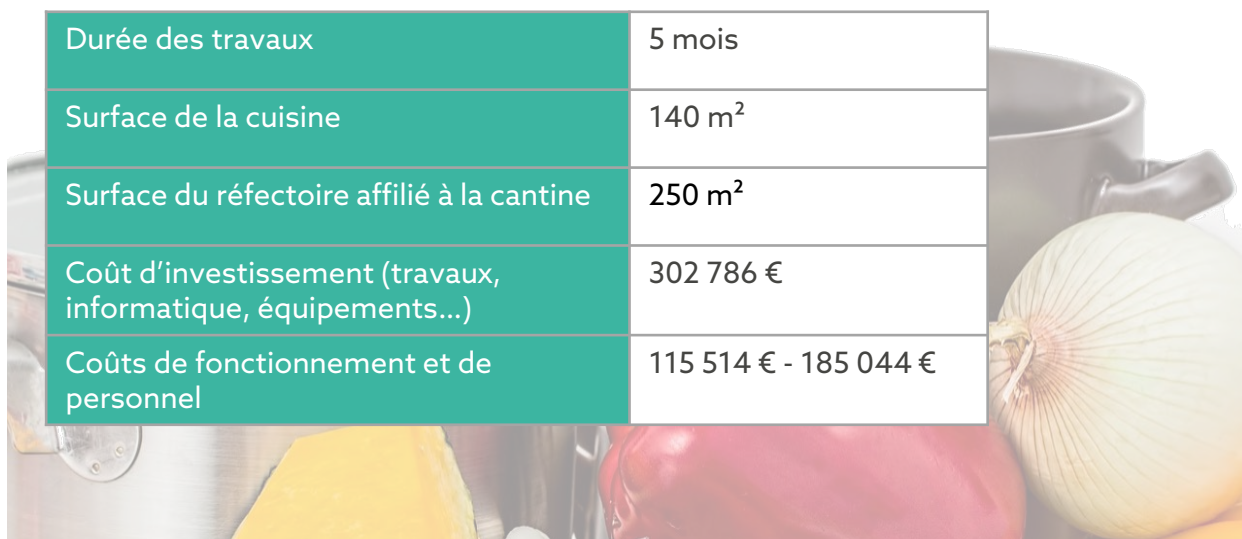 Durée des travaux
5 mois
Surface de la cuisine
140 m²
Surface du réfectoire affilié à la cantine
250 m²
Coût d’investissement (travaux,
informatique, équipements…)
302 786 €
Coûts de fonctionnement et de
personnel
115 514 € - 185 044 €